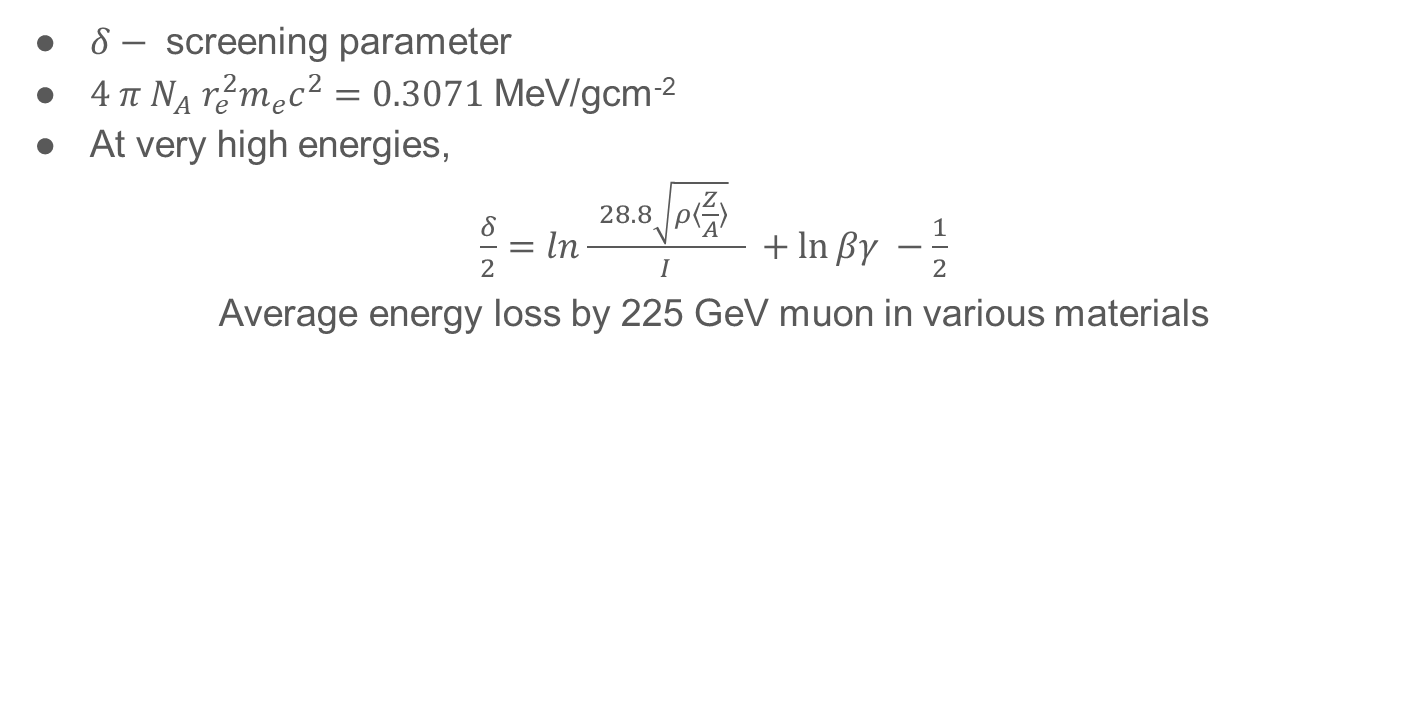 ● δ − screening parameter
● 4 π N_A r_e^2 m_e c^2 = 0.3071 MeV/gcm^-2
● At very high energies,
δ/2 = ln (28.8 √(ρ⟨Z/A⟩))/I + ln βγ − 1/2
Average energy loss by 225 GeV muon in various materials